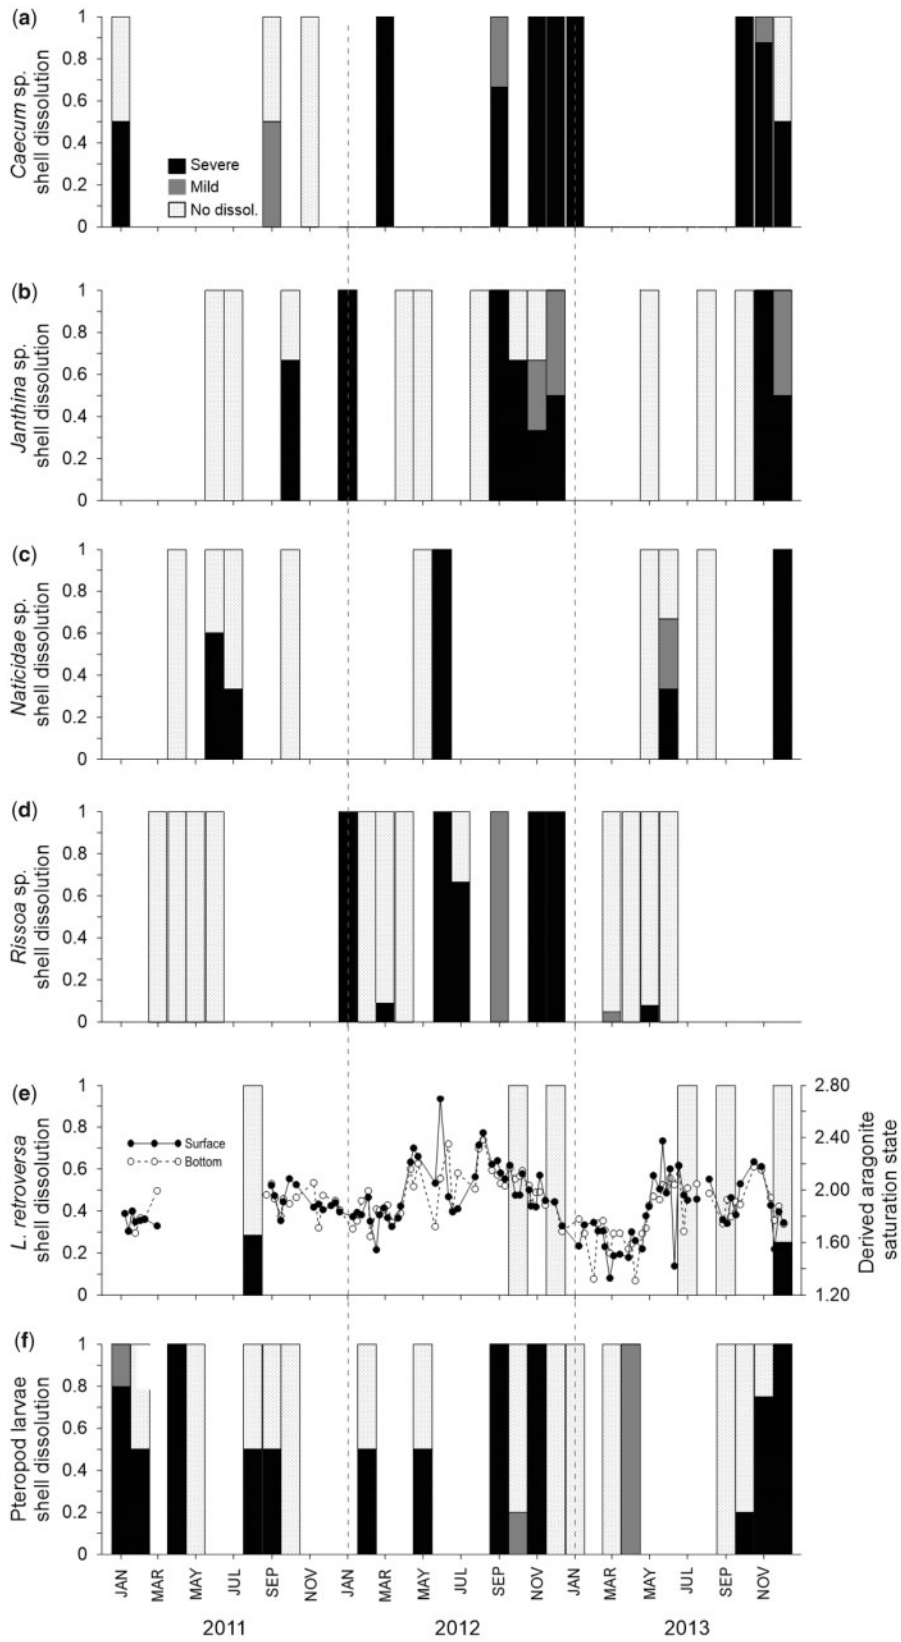 (a)
Caecum sp.
shell dissolution
1
0.8
0.6
0.4
0.2
0
Severe
Mild
No dissol.
(b)
Janthina sp.
shell dissolution
1
0.8
0.6
0.4
0.2
0
(c)
Naticidae sp.
shell dissolution
1
0.8
0.6
0.4
0.2
0
(d)
Rissoa sp.
shell dissolution
1
0.8
0.6
0.4
0.2
0
(e)
L. retroversa
shell dissolution
1
0.8
0.6
0.4
0.2
0
Surface
Bottom
2.80
2.40
2.00
1.60
1.20
Derived aragonite
saturation state
(f)
Pteropod larvae
shell dissolution
1
0.8
0.6
0.4
0.2
0
JAN MAR MAY JUL SEP NOV JAN MAR MAY JUL SEP NOV JAN MAR MAY JUL SEP NOV
2011 2012 2013